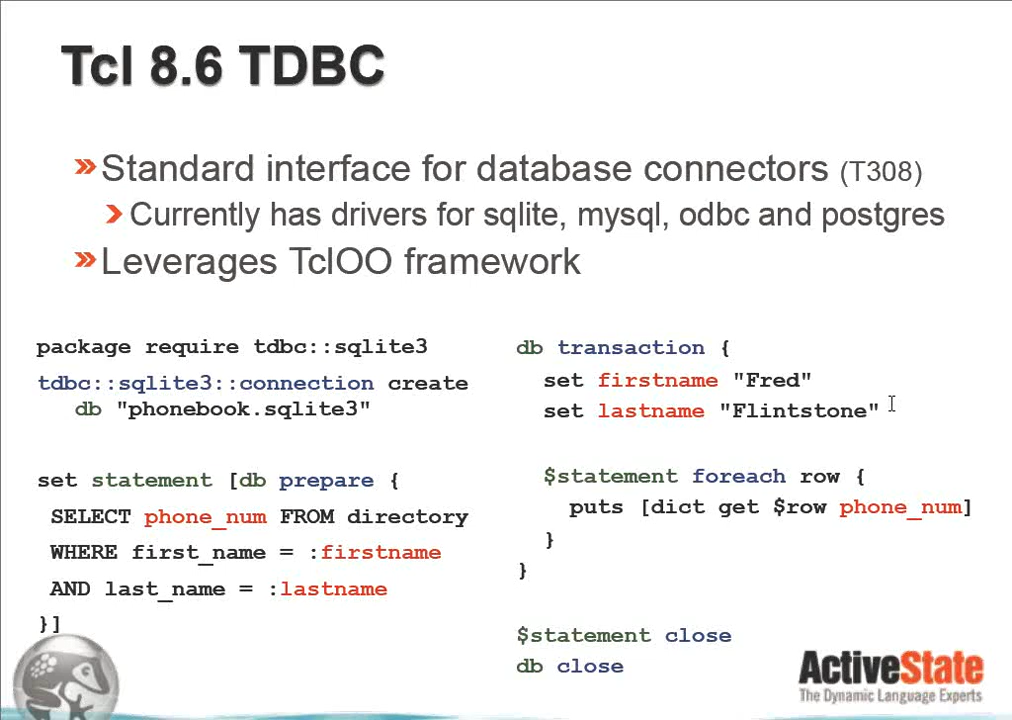 Tcl 8.6 TDBC
Standard interface for database connectors (T308)
Currently has drivers for sqlite, mysql, odbc and postgres
Leverages TclOO framework
package require tdbc::sqlite3
tdbc::sqlite3::connection create
db "phonebook.sqlite3"
set statement [db prepare {
SELECT phone_num FROM directory
WHERE first_name = :firstname
AND last_name = :lastname
}]
db transaction {
set firstname "Fred"
set lastname "Flintstone"
$statement foreach row {
puts [dict get $row phone_num]
}
}
$statement close
db close
ActiveState
The Dynamic Language Experts